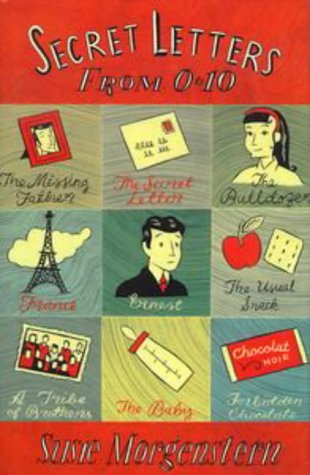 SECRET LETTERS
FROM 0 to 10
The Missing
Father
The Secret
Letter
The
Bulldozer
France
Ernest
The Usual
Snack
A Tribe
of Brothers
The Baby
Chocolat
NOIR
Forbidden
Chocolate
Susie Morgenstern